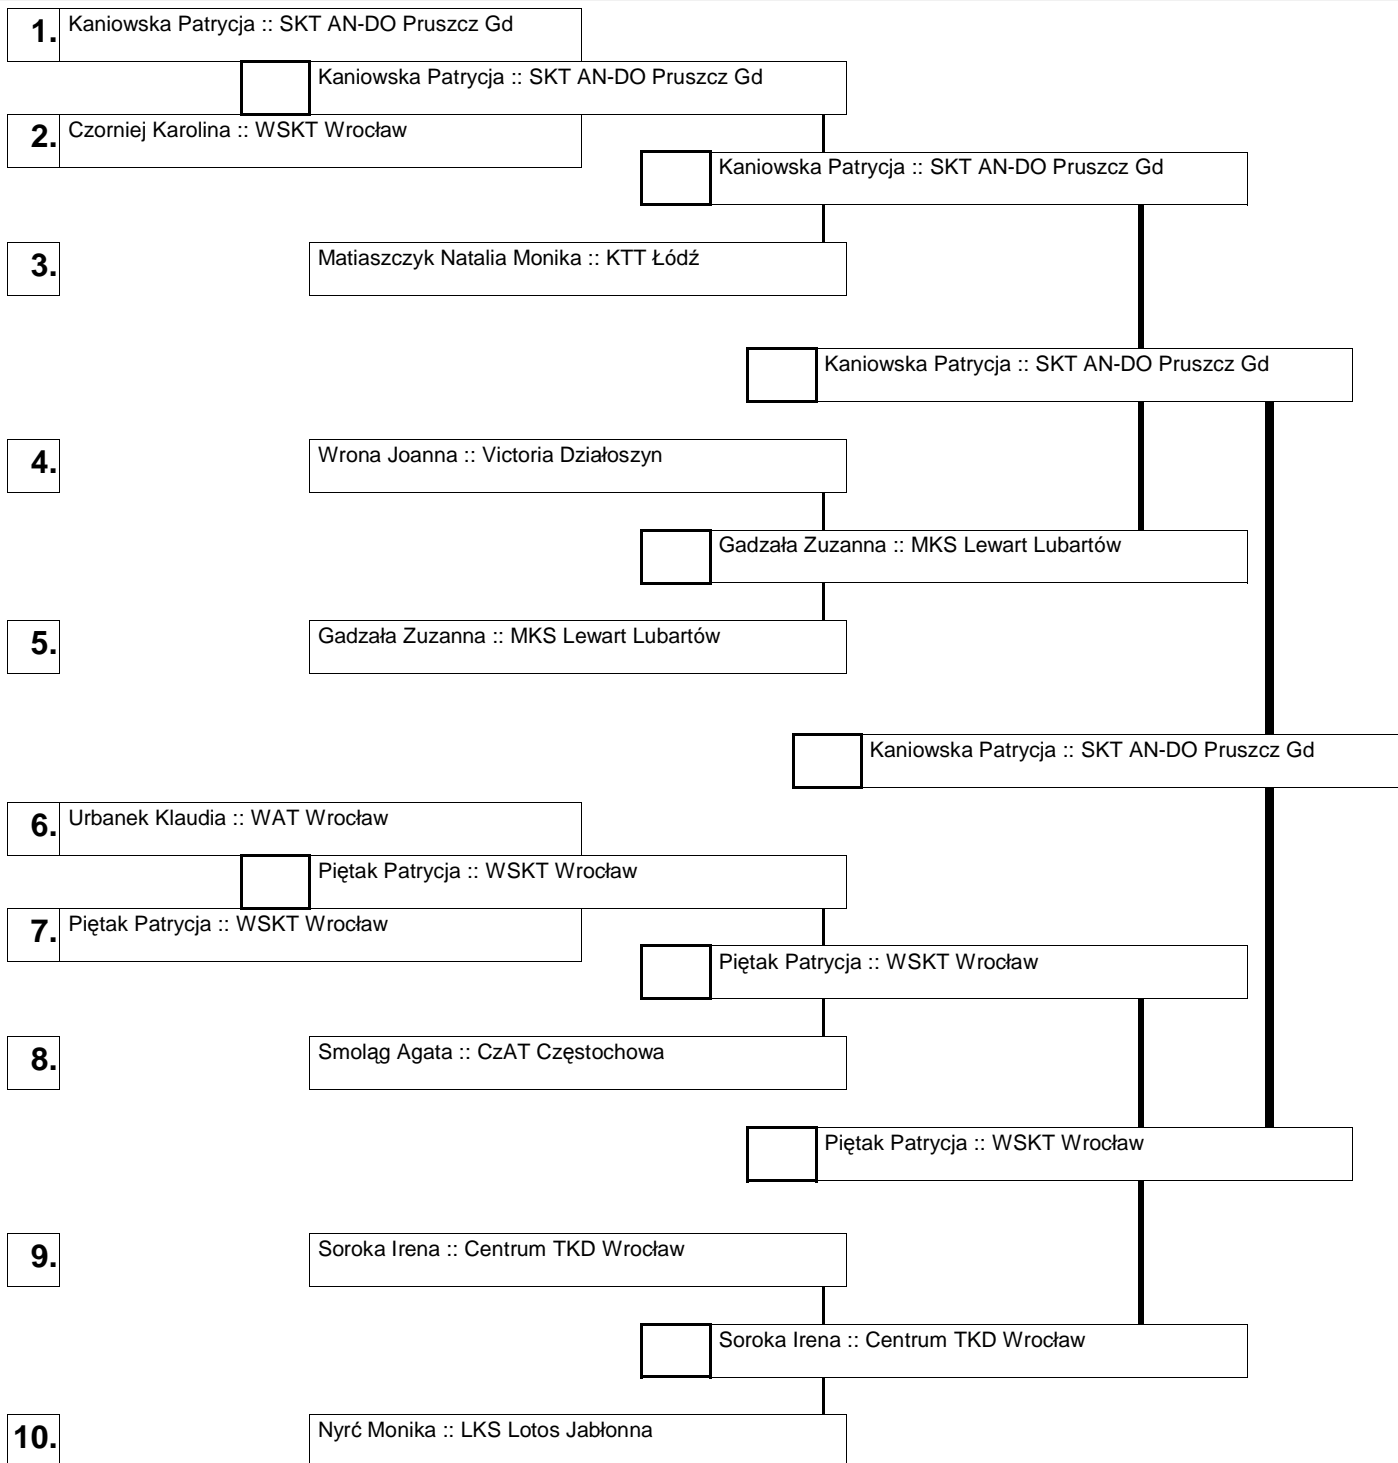 1. Kaniowska Patrycja :: SKT AN-DO Pruszcz Gd
Kaniowska Patrycja :: SKT AN-DO Pruszcz Gd
2. Czorniej Karolina :: WSKT Wrocław
Kaniowska Patrycja :: SKT AN-DO Pruszcz Gd
3. Matiaszczyk Natalia Monika :: KTT Łódź
Kaniowska Patrycja :: SKT AN-DO Pruszcz Gd
4. Wrona Joanna :: Victoria Działoszyn
Gadzała Zuzanna :: MKS Lewart Lubartów
5. Gadzała Zuzanna :: MKS Lewart Lubartów
Kaniowska Patrycja :: SKT AN-DO Pruszcz Gd
6. Urbanek Klaudia :: WAT Wrocław
Piętak Patrycja :: WSKT Wrocław
7. Piętak Patrycja :: WSKT Wrocław
Piętak Patrycja :: WSKT Wrocław
8. Smoląg Agata :: CzAT Częstochowa
Piętak Patrycja :: WSKT Wrocław
9. Soroka Irena :: Centrum TKD Wrocław
Soroka Irena :: Centrum TKD Wrocław
10. Nyrć Monika :: LKS Lotos Jabłonna